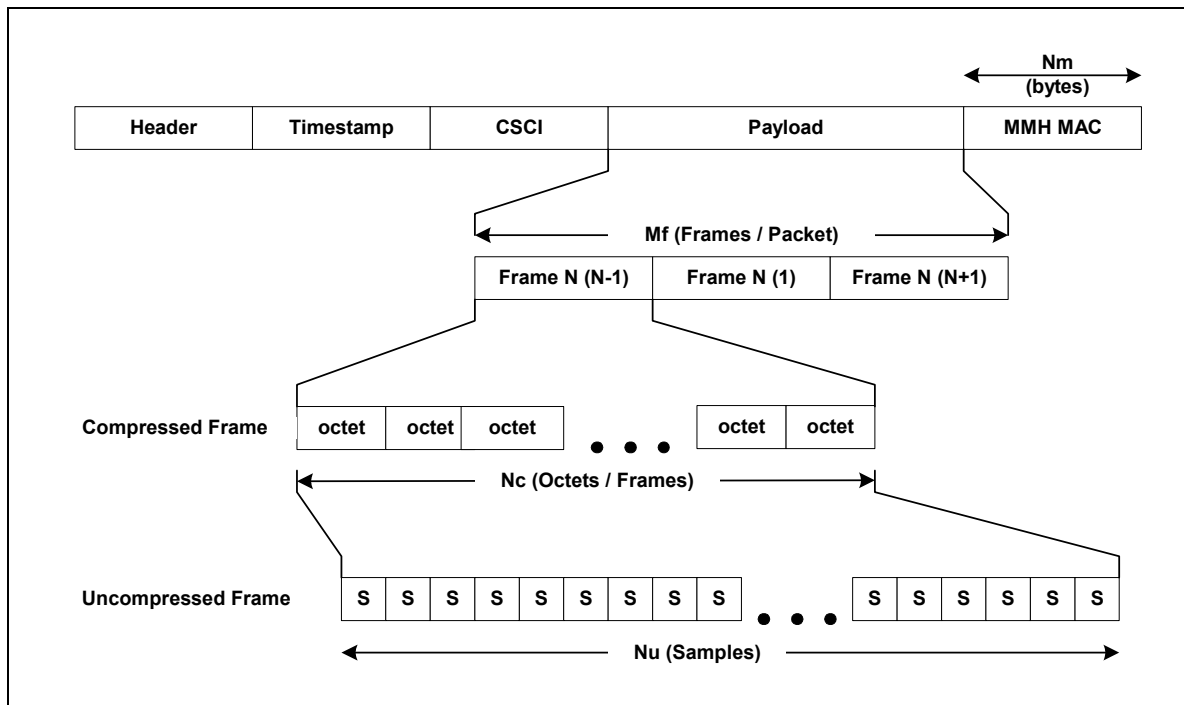 Nm
(bytes)
Header Timestamp CSCI Payload MMH MAC
Mf (Frames / Packet)
Frame N (N-1) Frame N (1) Frame N (N+1)
Compressed Frame octet octet octet octet octet
Nc (Octets / Frames)
Uncompressed Frame S S S S S S S S S S S S S S S
Nu (Samples)